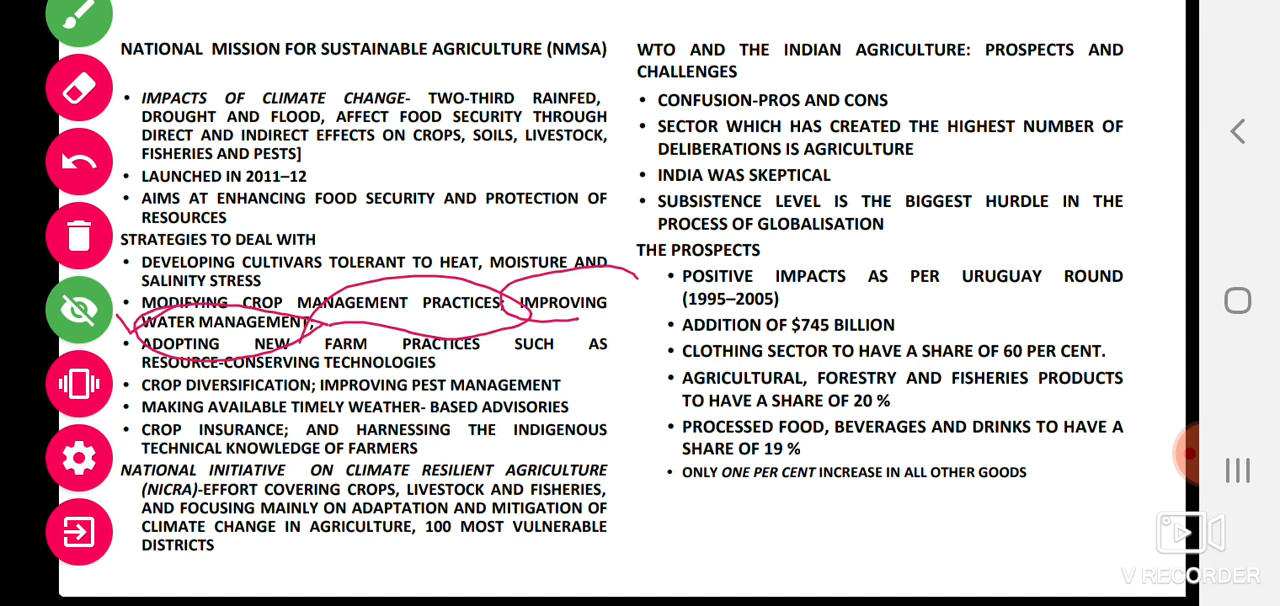 NATIONAL MISSION FOR SUSTAINABLE AGRICULTURE (NMSA)
• IMPACTS OF CLIMATE CHANGE- TWO-THIRD RAINFED,
DROUGHT AND FLOOD, AFFECT FOOD SECURITY THROUGH
DIRECT AND INDIRECT EFFECTS ON CROPS, SOILS, LIVESTOCK,
FISHERIES AND PESTS]
• LAUNCHED IN 2011–12
• AIMS AT ENHANCING FOOD SECURITY AND PROTECTION OF
RESOURCES
STRATEGIES TO DEAL WITH
• DEVELOPING CULTIVARS TOLERANT TO HEAT, MOISTURE AND
SALINITY STRESS
• MODIFYING CROP MANAGEMENT PRACTICES; IMPROVING
WATER MANAGEMENT;
• ADOPTING NEW FARM PRACTICES SUCH AS
RESOURCE-CONSERVING TECHNOLOGIES
• CROP DIVERSIFICATION; IMPROVING PEST MANAGEMENT
• MAKING AVAILABLE TIMELY WEATHER- BASED ADVISORIES
• CROP INSURANCE; AND HARNESSING THE INDIGENOUS
TECHNICAL KNOWLEDGE OF FARMERS
NATIONAL INITIATIVE ON CLIMATE RESILIENT AGRICULTURE
(NICRA)-EFFORT COVERING CROPS, LIVESTOCK AND FISHERIES,
AND FOCUSING MAINLY ON ADAPTATION AND MITIGATION OF
CLIMATE CHANGE IN AGRICULTURE, 100 MOST VULNERABLE
DISTRICTS
WTO AND THE INDIAN AGRICULTURE: PROSPECTS AND
CHALLENGES
• CONFUSION-PROS AND CONS
• SECTOR WHICH HAS CREATED THE HIGHEST NUMBER OF
DELIBERATIONS IS AGRICULTURE
• INDIA WAS SKEPTICAL
• SUBSISTENCE LEVEL IS THE BIGGEST HURDLE IN THE
PROCESS OF GLOBALISATION
THE PROSPECTS
• POSITIVE IMPACTS AS PER URUGUAY ROUND
(1995–2005)
• ADDITION OF $745 BILLION
• CLOTHING SECTOR TO HAVE A SHARE OF 60 PER CENT.
• AGRICULTURAL, FORESTRY AND FISHERIES PRODUCTS
TO HAVE A SHARE OF 20 %
• PROCESSED FOOD, BEVERAGES AND DRINKS TO HAVE A
SHARE OF 19 %
• ONLY ONE PER CENT INCREASE IN ALL OTHER GOODS
V RECORDER